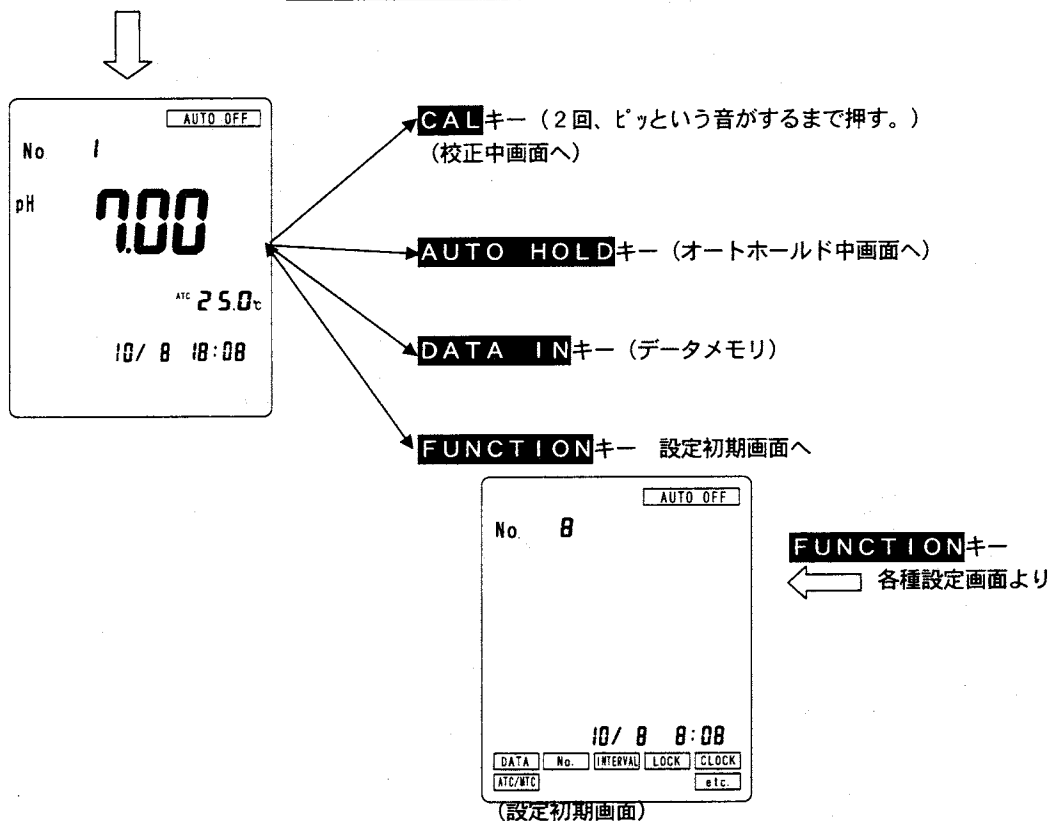 AUTO OFF
No 1
pH 7.00
ATC 25.0℃
10/ 8 18:08
CALキー（2回、ピッという音がするまで押す。）
（校正中画面へ）
AUTO HOLDキー（オートホールド中画面へ）
DATA INキー（データメモリ）
FUNCTIONキー 設定初期画面へ
AUTO OFF
No. 8
FUNCTIONキー
各種設定画面より
10/ 8 8:08
DATA No. INTERVAL LOCK CLOCK
ATC/MTC etc.
（設定初期画面）